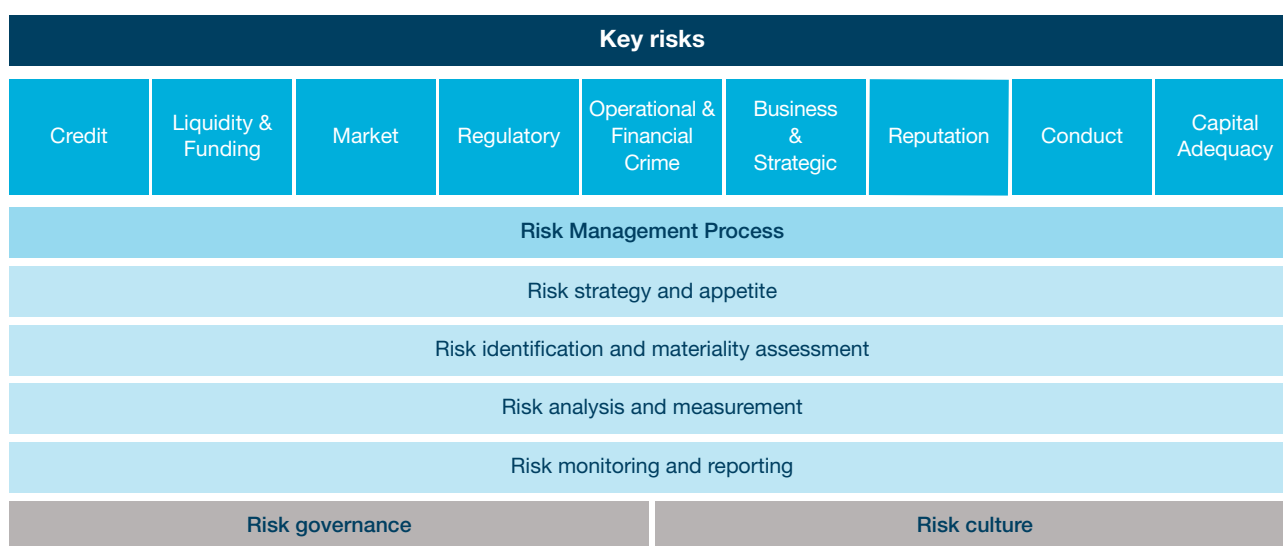 Key risks
Credit
Liquidity &
Funding
Market
Regulatory
Operational &
Financial
Crime
Business
&
Strategic
Reputation
Conduct
Capital
Adequacy
Risk Management Process
Risk strategy and appetite
Risk identification and materiality assessment
Risk analysis and measurement
Risk monitoring and reporting
Risk governance
Risk culture